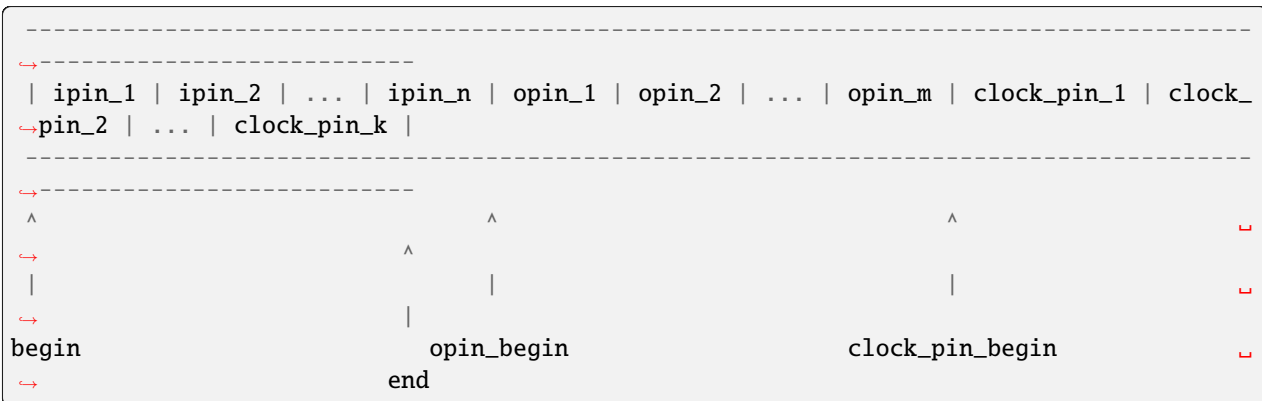 ----------------------------------------------------------------------------------------
↪---------------------------
| ipin_1 | ipin_2 | ... | ipin_n | opin_1 | opin_2 | ... | opin_m | clock_pin_1 | clock_
↪pin_2 | ... | clock_pin_k |
----------------------------------------------------------------------------------------
↪---------------------------
^ ^ ^ ␣
↪ ^
| | | ␣
↪ |
begin opin_begin clock_pin_begin ␣
↪ end